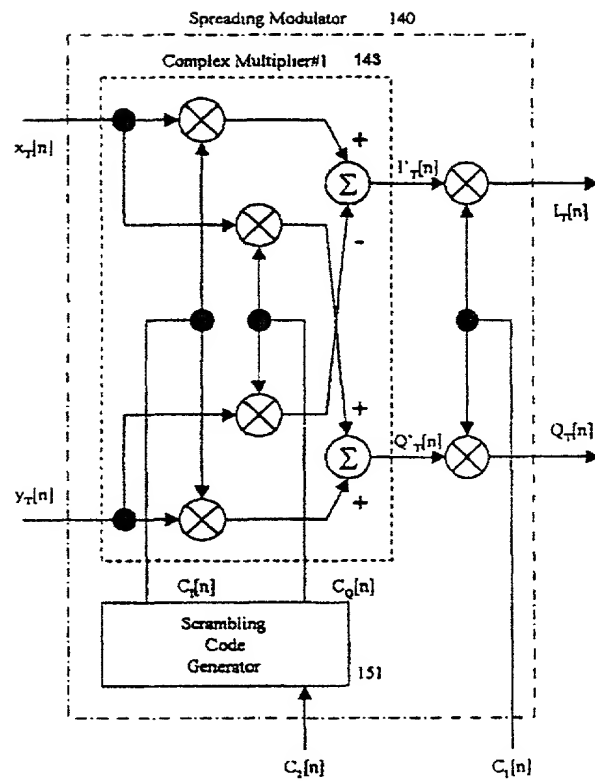 Spreading Modulator 140
Complex Multiplier#1 143
x_T[n]
+
Σ
I'_T[n]
I_T[n]
-
+
Σ
Q'_T[n]
Q_T[n]
+
y_T[n]
C_I[n]
C_Q[n]
Scrambling
Code
Generator
151
C_2[n]
C_1[n]